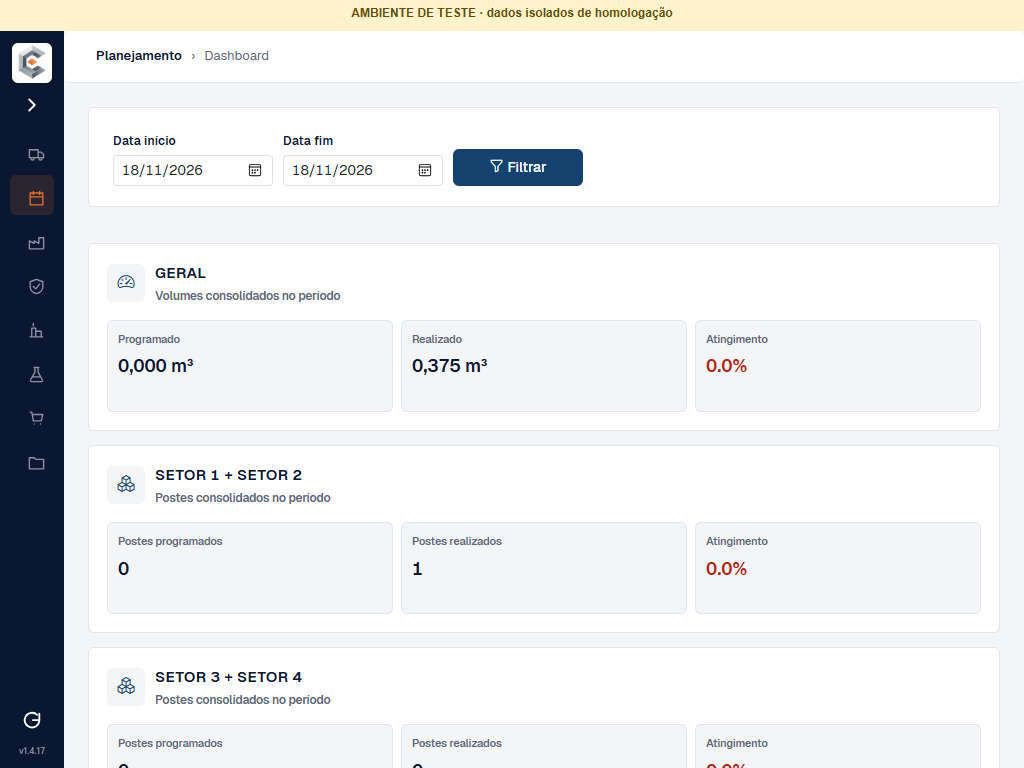 AMBIENTE DE TESTE · dados isolados de homologação
Planejamento › Dashboard
Data início Data fim
18/11/2026 18/11/2026 Filtrar
GERAL
Volumes consolidados no período
Programado Realizado Atingimento
0,000 m³ 0,375 m³ 0.0%
SETOR 1 + SETOR 2
Postes consolidados no período
Postes programados Postes realizados Atingimento
0 1 0.0%
SETOR 3 + SETOR 4
Postes consolidados no período
Postes programados Postes realizados Atingimento
v1.4.17